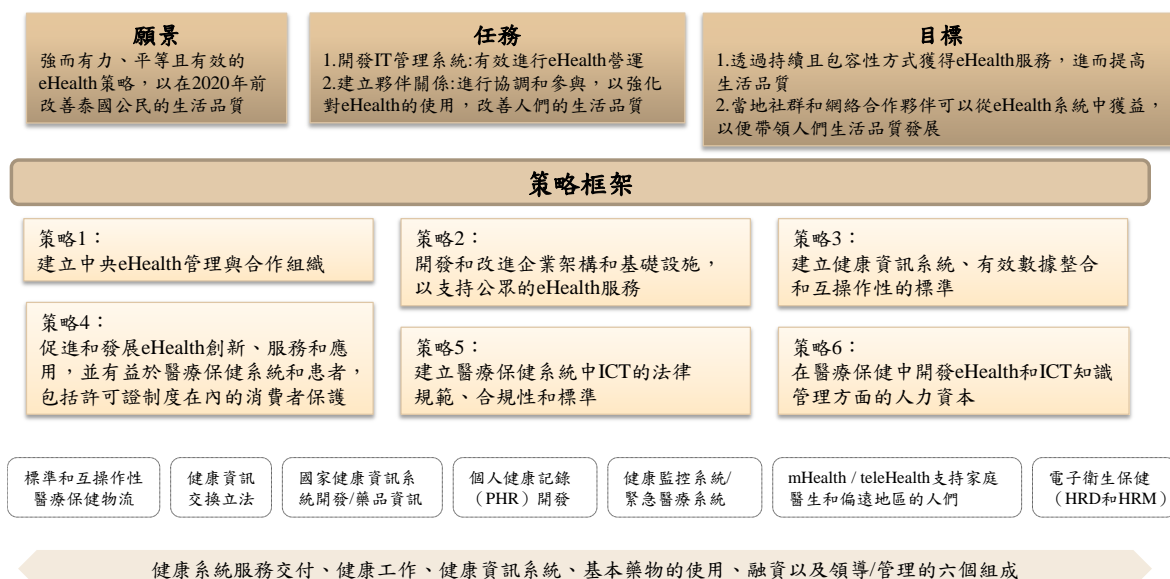 願景
強而有力、平等且有效的
eHealth策略，以在2020年前
改善泰國公民的生活品質
任務
1.開發IT管理系統:有效進行eHealth營運
2.建立夥伴關係:進行協調和參與，以強化
對eHealth的使用，改善人們的生活品質
目標
1.透過持續且包容性方式獲得eHealth服務，進而提高
生活品質
2.當地社群和網絡合作夥伴可以從eHealth系統中獲益，
以便帶領人們生活品質發展
策略框架
策略1：
建立中央eHealth管理與合作組織
策略2：
開發和改進企業架構和基礎設施，
以支持公眾的eHealth服務
策略3：
建立健康資訊系統、有效數據整合
和互操作性的標準
策略4：
促進和發展eHealth創新、服務和應
用，並有益於醫療保健系統和患者，
包括許可證制度在內的消費者保護
策略5：
建立醫療保健系統中ICT的法律
規範、合規性和標準
策略6：
在醫療保健中開發eHealth和ICT知識
管理方面的人力資本
標準和互操作性
醫療保健物流
健康資訊
交換立法
國家健康資訊系
統開發/藥品資訊
個人健康記錄
（PHR）開發
健康監控系統/
緊急醫療系統
mHealth / teleHealth支持家庭
醫生和偏遠地區的人們
電子衛生保健
（HRD和HRM）
健康系統服務交付、健康工作、健康資訊系統、基本藥物的使用、融資以及領導/管理的六個組成